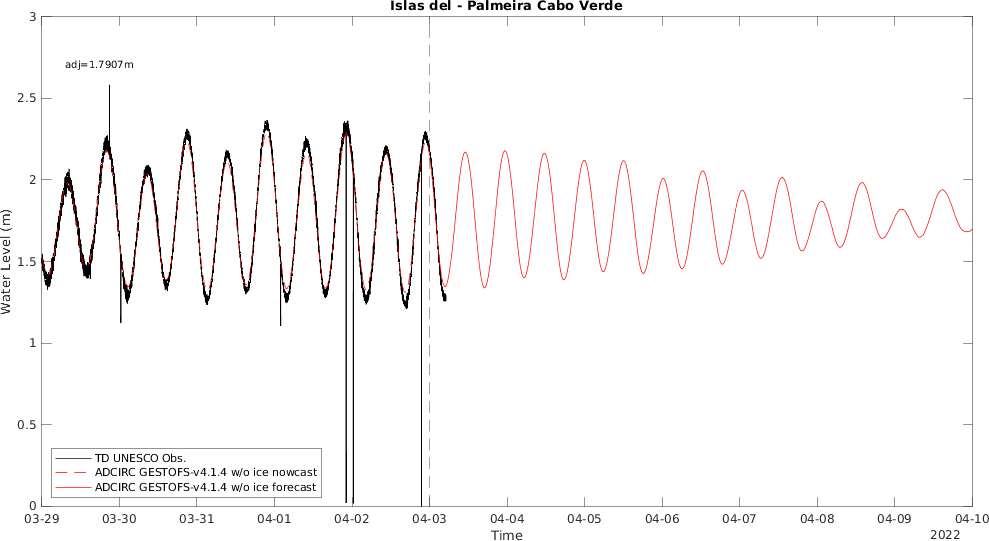 Islas del - Palmeira Cabo Verde
3
adj=1.7907m
2.5
2
1.5
1
0.5
0
Water Level (m)
TD UNESCO Obs.
ADCIRC GESTOFS-v4.1.4 w/o ice nowcast
ADCIRC GESTOFS-v4.1.4 w/o ice forecast
03-29 03-30 03-31 04-01 04-02 04-03 04-04 04-05 04-06 04-07 04-08 04-09 04-10
Time
2022